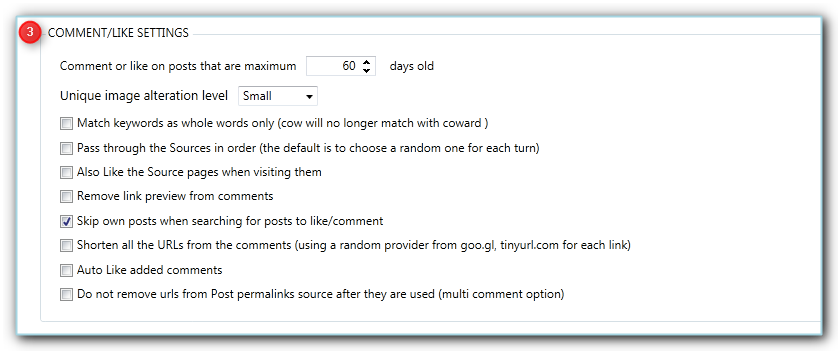 3 COMMENT/LIKE SETTINGS
Comment or like on posts that are maximum 60 days old
Unique image alteration level Small
Match keywords as whole words only (cow will no longer match with coward )
Pass through the Sources in order (the default is to choose a random one for each turn)
Also Like the Source pages when visiting them
Remove link preview from comments
Skip own posts when searching for posts to like/comment
Shorten all the URLs from the comments (using a random provider from goo.gl, tinyurl.com for each link)
Auto Like added comments
Do not remove urls from Post permalinks source after they are used (multi comment option)